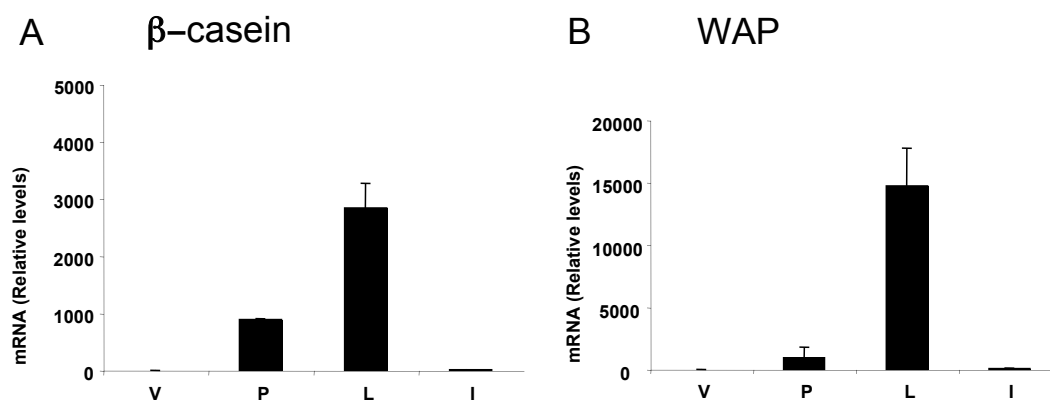 A β–casein
mRNA (Relative levels)
5000
4000
3000
2000
1000
0
V P L I
B WAP
mRNA (Relative levels)
20000
15000
10000
5000
0
V P L I